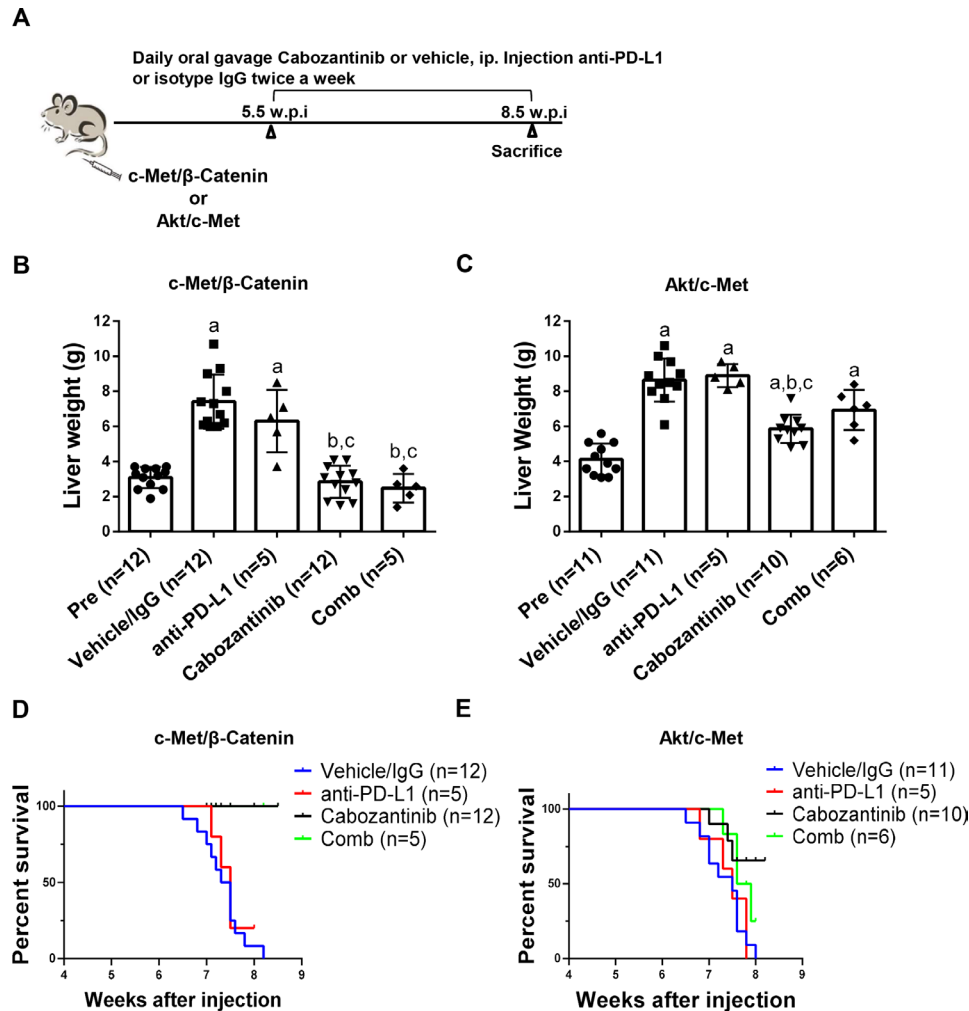 A
Daily oral gavage Cabozantinib or vehicle, ip. Injection anti-PD-L1
or isotype IgG twice a week
5.5 w.p.i
8.5 w.p.i
Sacrifice
c-Met/β-Catenin
or
Akt/c-Met
B
c-Met/β-Catenin
Liver weight (g)
12
10
8
6
4
2
0
a
a
b,c
b,c
Pre (n=12)
Vehicle/IgG (n=12)
anti-PD-L1 (n=5)
Cabozantinib (n=12)
Comb (n=5)
C
Akt/c-Met
Liver Weight (g)
12
10
8
6
4
2
0
a
a
a,b,c
a
Pre (n=11)
Vehicle/IgG (n=11)
anti-PD-L1 (n=5)
Cabozantinib (n=10)
Comb (n=6)
D
c-Met/β-Catenin
Vehicle/IgG (n=12)
anti-PD-L1 (n=5)
Cabozantinib (n=12)
Comb (n=5)
Percent survival
100
50
0
4 5 6 7 8 9
Weeks after injection
E
Akt/c-Met
Vehicle/IgG (n=11)
anti-PD-L1 (n=5)
Cabozantinib (n=10)
Comb (n=6)
Percent survival
100
50
0
4 5 6 7 8 9
Weeks after injection